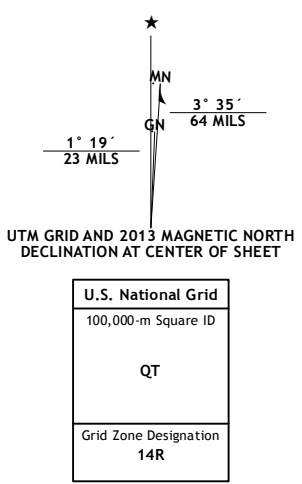 ★
MN
3° 35´
64 MILS
GN
1° 19´
23 MILS
UTM GRID AND 2013 MAGNETIC NORTH
DECLINATION AT CENTER OF SHEET
U.S. National Grid
100,000-m Square ID
QT
Grid Zone Designation
14R